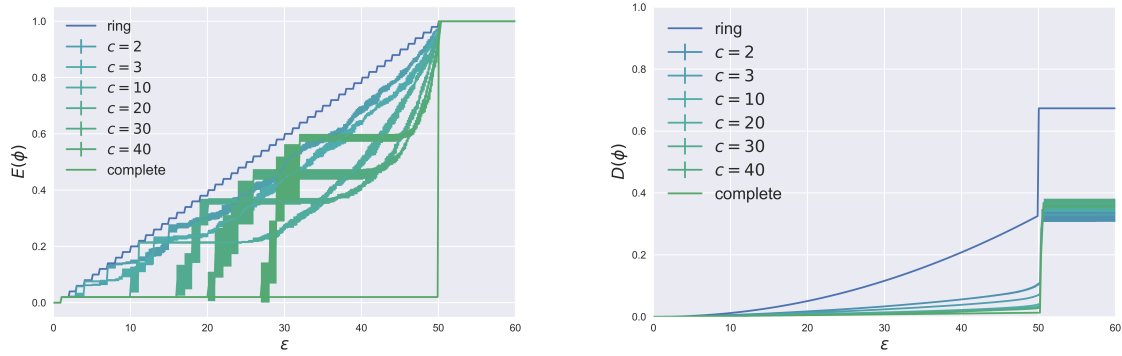 1.0
0.8
0.6
0.4
0.2
0.0
E(ϕ)
ring
c = 2
c = 3
c = 10
c = 20
c = 30
c = 40
complete
0 10 20 30 40 50 60
ε
1.0
0.8
0.6
0.4
0.2
0.0
D(ϕ)
ring
c = 2
c = 3
c = 10
c = 20
c = 30
c = 40
complete
0 10 20 30 40 50 60
ε